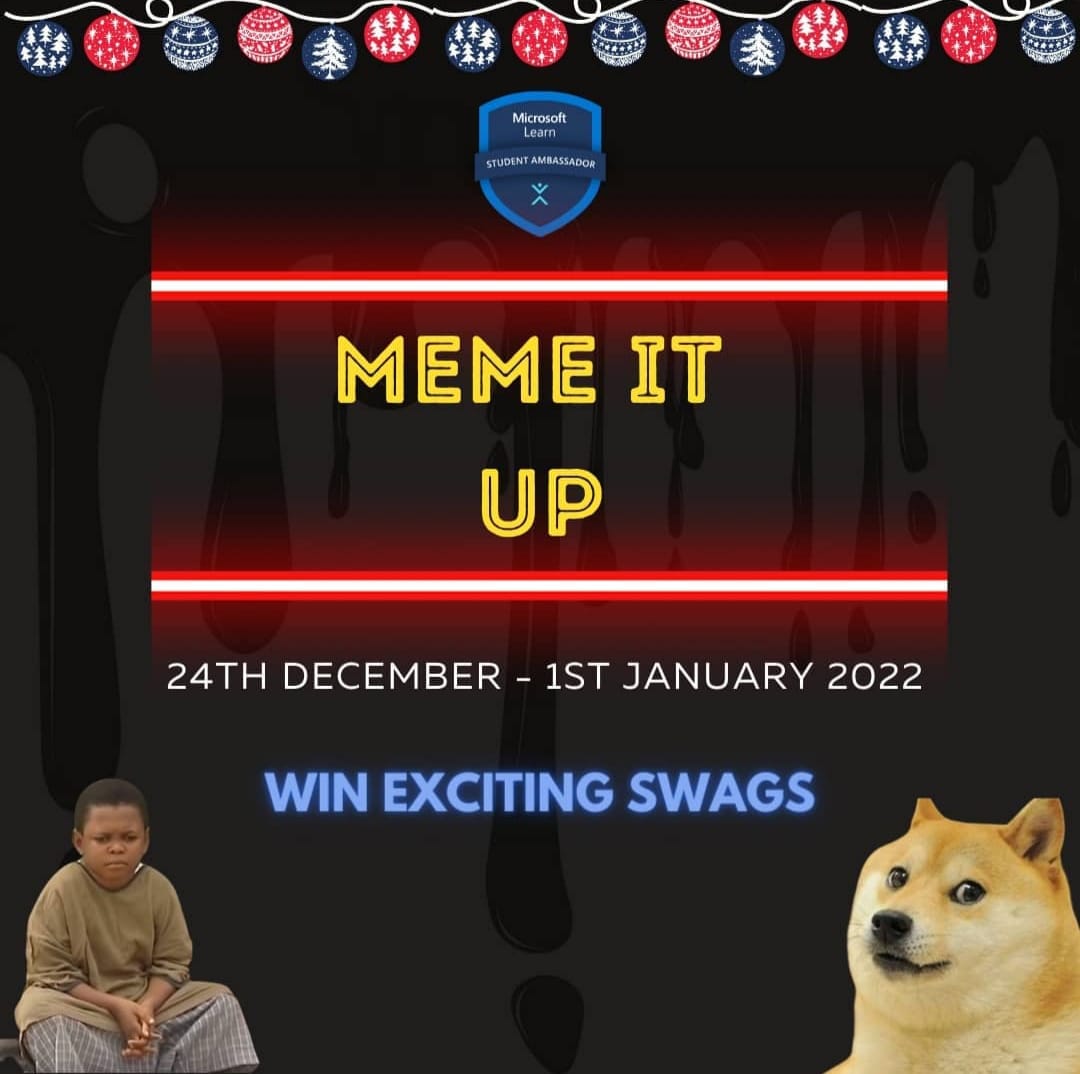 Microsoft
Learn
STUDENT AMBASSADOR
MEME IT
UP
24TH DECEMBER - 1ST JANUARY 2022
WIN EXCITING SWAGS